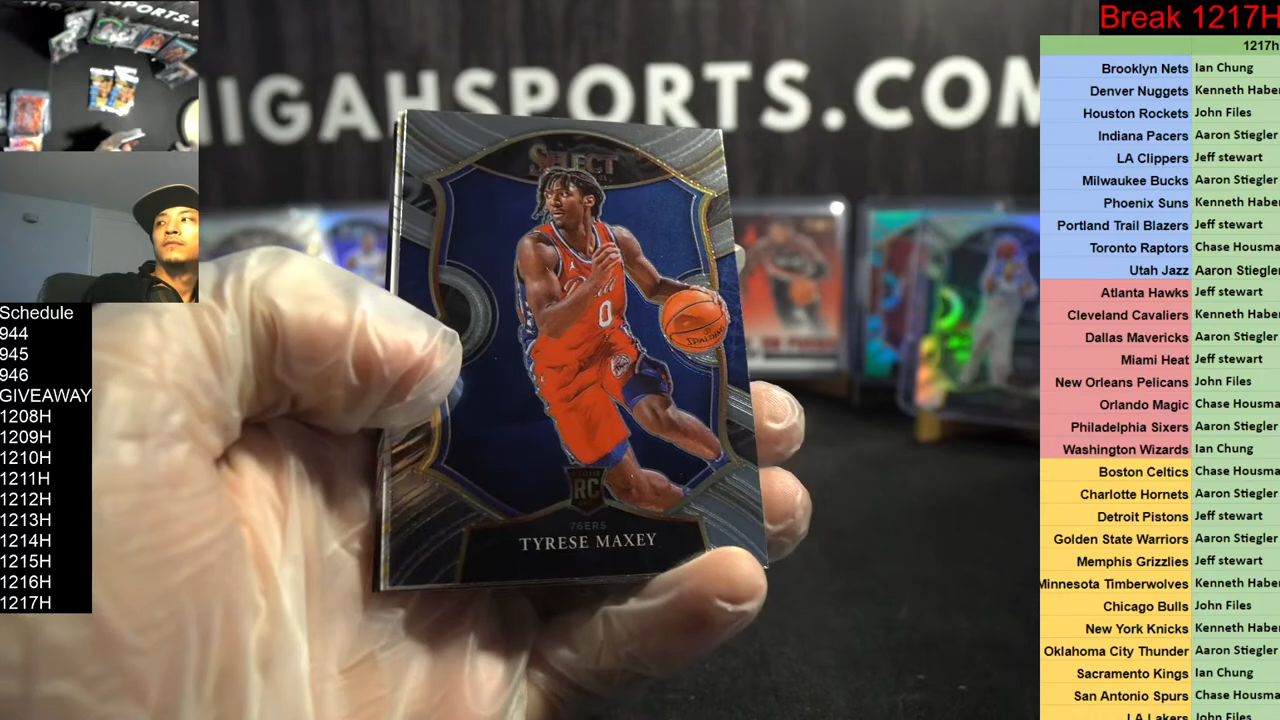 Break 1217H
1217h
IGAHSPORTS.COM
Schedule
944
945
946
GIVEAWAY
1208H
1209H
1210H
1211H
1212H
1213H
1214H
1215H
1216H
1217H
SELECT
0
SPALDING
RC
76ERS
TYRESE MAXEY
Brooklyn Nets Ian Chung
Denver Nuggets Kenneth Haber
Houston Rockets John Files
Indiana Pacers Aaron Stiegler
LA Clippers Jeff stewart
Milwaukee Bucks Aaron Stiegler
Phoenix Suns Kenneth Haber
Portland Trail Blazers Jeff stewart
Toronto Raptors Chase Housma
Utah Jazz Aaron Stiegler
Atlanta Hawks Jeff stewart
Cleveland Cavaliers Kenneth Haber
Dallas Mavericks Aaron Stiegler
Miami Heat Jeff stewart
New Orleans Pelicans John Files
Orlando Magic Chase Housma
Philadelphia Sixers Aaron Stiegler
Washington Wizards Ian Chung
Boston Celtics Chase Housma
Charlotte Hornets Aaron Stiegler
Detroit Pistons Jeff stewart
Golden State Warriors Aaron Stiegler
Memphis Grizzlies Jeff stewart
Minnesota Timberwolves Kenneth Haber
Chicago Bulls John Files
New York Knicks Kenneth Haber
Oklahoma City Thunder Aaron Stiegler
Sacramento Kings Ian Chung
San Antonio Spurs Chase Housma
LA Lakers John Files